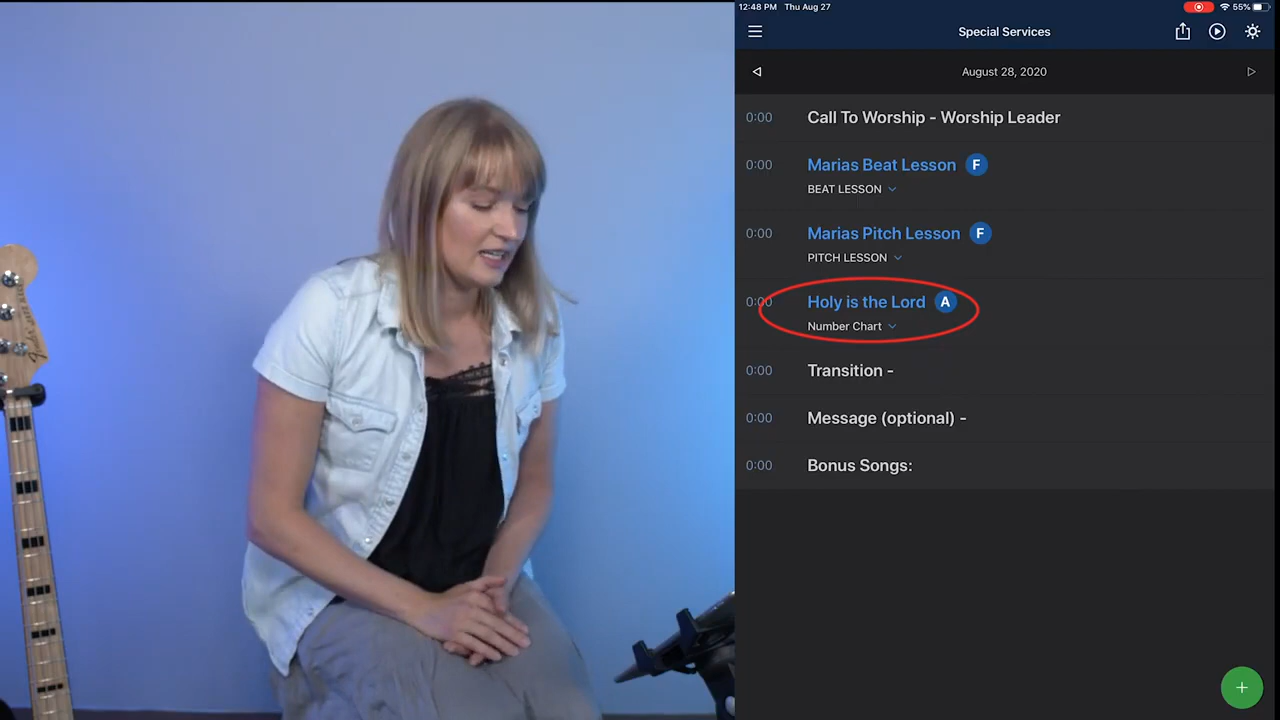 12:48 PM Thu Aug 27
55%
Special Services
August 28, 2020
0:00 Call To Worship - Worship Leader
0:00 Marias Beat Lesson F
BEAT LESSON
0:00 Marias Pitch Lesson F
PITCH LESSON
0:00 Holy is the Lord A
Number Chart
0:00 Transition -
0:00 Message (optional) -
0:00 Bonus Songs: